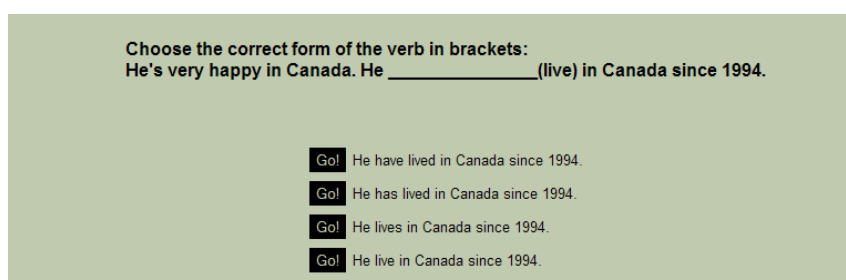 Choose the correct form of the verb in brackets:
He's very happy in Canada. He ________________(live) in Canada since 1994.
Go! He have lived in Canada since 1994.
Go! He has lived in Canada since 1994.
Go! He lives in Canada since 1994.
Go! He live in Canada since 1994.